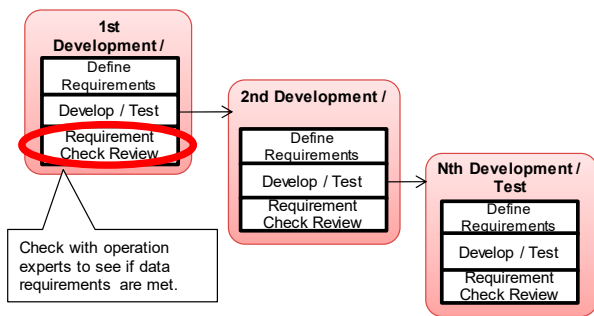 1st
Development /
Define
Requirements
Develop / Test
Requirement
Check Review
Check with operation
experts to see if data
requirements are met.
2nd Development /
Define
Requirements
Develop / Test
Requirement
Check Review
Nth Development /
Test
Define
Requirements
Develop / Test
Requirement
Check Review